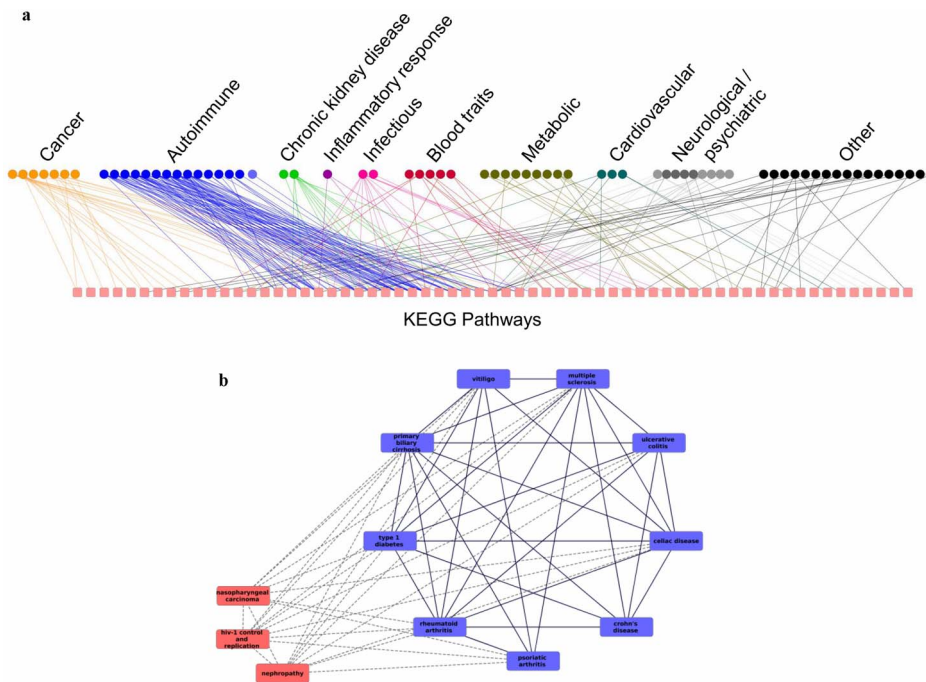 a
Cancer
Autoimmune
Chronic kidney disease
Inflammatory response
Infectious
Blood traits
Metabolic
Cardiovascular
Neurological /
psychiatric
Other
KEGG Pathways
b
vitiligo
multiple
sclerosis
primary
biliary
cirrhosis
ulcerative
colitis
type 1
diabetes
celiac disease
nasopharyngeal
carcinoma
hiv-1 control
and
replication
nephropathy
rheumatoid
arthritis
crohn's
disease
psoriatic
arthritis